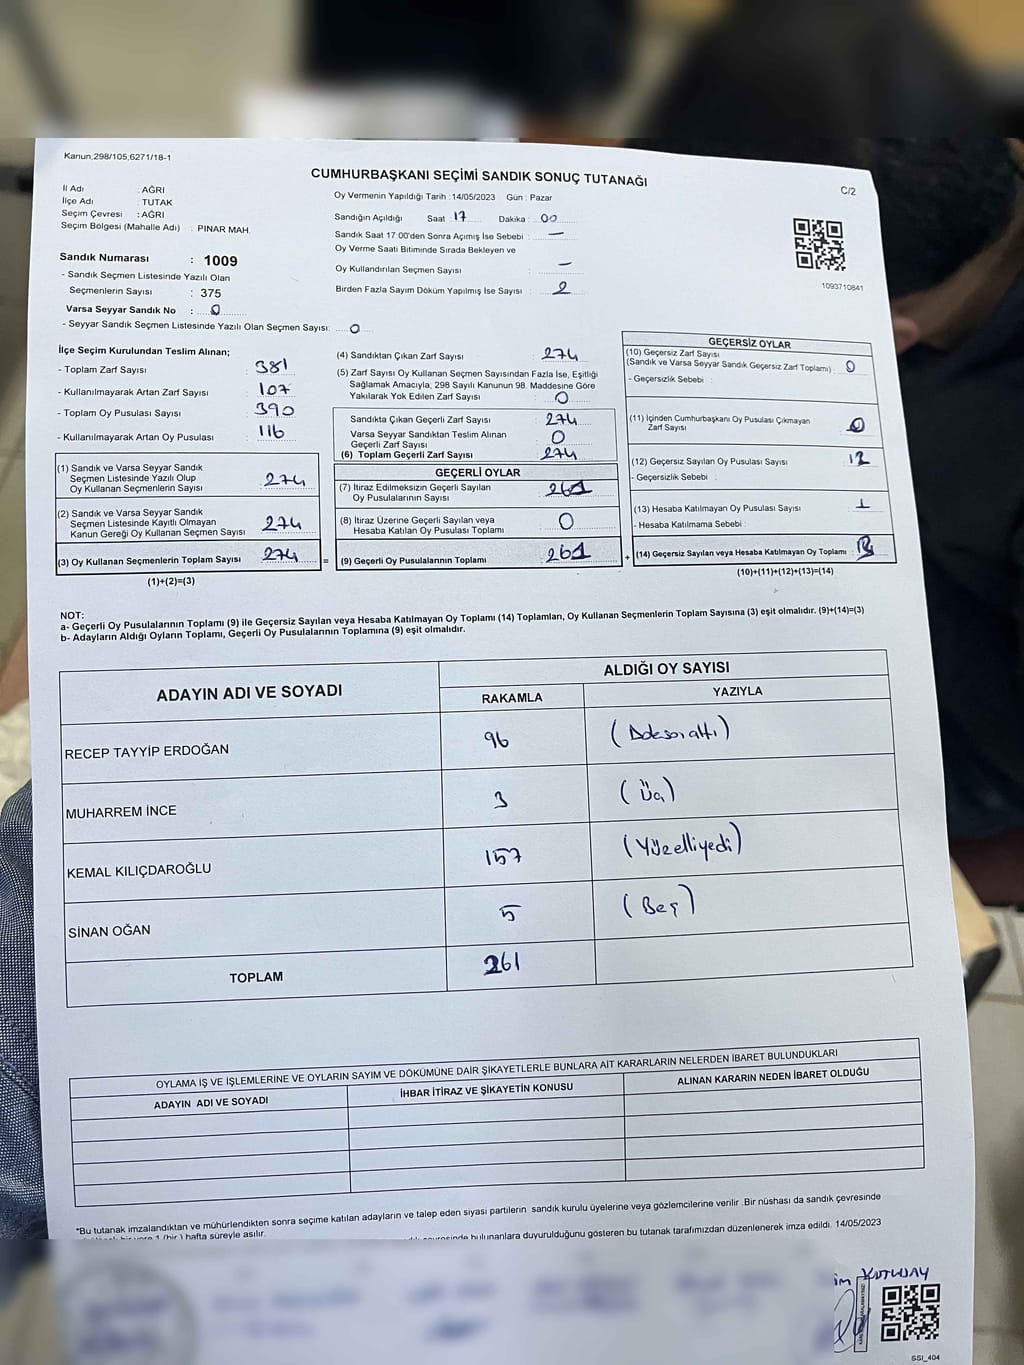 Kanun;298/105,6271/18-1
CUMHURBAŞKANI SEÇİMİ SANDIK SONUÇ TUTANAĞI
C/2
İl Adı : AĞRI
İlçe Adı : TUTAK
Seçim Çevresi : AĞRI
Seçim Bölgesi (Mahalle Adı) : PINAR MAH.
Sandık Numarası : 1009
- Sandık Seçmen Listesinde Yazılı Olan
Seçmenlerin Sayısı : 375
Varsa Seyyar Sandık No : 0
- Seyyar Sandık Seçmen Listesinde Yazılı Olan Seçmen Sayısı: 0
Oy Vermenin Yapıldığı Tarih : 14/05/2023 Gün : Pazar
Sandığın Açıldığı Saat : 17 Dakika : 00
Sandık Saat 17 00'den Sonra Açımış İse Sebebi : —
Oy Verme Saati Bitiminde Sırada Bekleyen ve
Oy Kullandırılan Seçmen Sayısı : —
Birden Fazla Sayım Döküm Yapılmış İse Sayısı : 2
1093710841
İlçe Seçim Kurulundan Teslim Alınan;
- Toplam Zarf Sayısı : 381
- Kullanılmayarak Artan Zarf Sayısı : 107
- Toplam Oy Pusulası Sayısı : 390
- Kullanılmayarak Artan Oy Pusulası : 116
(1) Sandık ve Varsa Seyyar Sandık
Seçmen Listesinde Yazılı Olup
Oy Kullanan Seçmenlerin Sayısı : 274
(2) Sandık ve Varsa Seyyar Sandık
Seçmen Listesinde Kayıtlı Olmayan
Kanun Gereği Oy Kullanan Seçmen Sayısı : 274
(3) Oy Kullanan Seçmenlerin Toplam Sayısı : 274
(1)+(2)=(3)
(4) Sandıktan Çıkan Zarf Sayısı : 274
(5) Zarf Sayısı Oy Kullanan Seçmen Sayısından Fazla İse, Eşitliği
Sağlamak Amacıyla, 298 Sayılı Kanunun 98. Maddesine Göre
Yakılarak Yok Edilen Zarf Sayısı : 0
Sandıkta Çıkan Geçerli Zarf Sayısı : 274
Varsa Seyyar Sandıktan Teslim Alınan
Geçerli Zarf Sayısı : 0
(6) Toplam Geçerli Zarf Sayısı : 274
GEÇERLİ OYLAR
(7) İtiraz Edilmeksizin Geçerli Sayılan
Oy Pusulalarının Sayısı : 261
(8) İtiraz Üzerine Geçerli Sayılan veya
Hesaba Katılan Oy Pusulası Toplamı : 0
= (9) Geçerli Oy Pusulalarının Toplamı : 261
GEÇERSİZ OYLAR
(10) Geçersiz Zarf Sayısı
(Sandık ve Varsa Seyyar Sandık Geçersiz Zarf Toplamı) : 0
- Geçersizlik Sebebi :
(11) İçinden Cumhurbaşkanı Oy Pusulası Çıkmayan
Zarf Sayısı : 0
(12) Geçersiz Sayılan Oy Pusulası Sayısı : 12
- Geçersizlik Sebebi :
(13) Hesaba Katılmayan Oy Pusulası Sayısı : 1
- Hesaba Katılmama Sebebi :
+ (14) Geçersiz Sayılan veya Hesaba Katılmayan Oy Toplamı :
(10)+(11)+(12)+(13)=(14)
NOT:
a- Geçerli Oy Pusulalarının Toplamı (9) ile Geçersiz Sayılan veya Hesaba Katılmayan Oy Toplamı (14) Toplamları, Oy Kullanan Seçmenlerin Toplam Sayısına (3) eşit olmalıdır. (9)+(14)=(3)
b- Adayların Aldığı Oyların Toplamı, Geçerli Oy Pusulalarının Toplamına (9) eşit olmalıdır.
ADAYIN ADI VE SOYADI
ALDIĞI OY SAYISI
RAKAMLA YAZIYLA
RECEP TAYYİP ERDOĞAN 96 (Doksanaltı)
MUHARREM İNCE 3 (Üç)
KEMAL KILIÇDAROĞLU 157 (Yüzelliyedi)
SİNAN OĞAN 5 (Beş)
TOPLAM 261
OYLAMA İŞ VE İŞLEMLERİNE VE OYLARIN SAYIM VE DÖKÜMÜNE DAİR ŞİKAYETLERLE BUNLARA AİT KARARLARIN NELERDEN İBARET BULUNDUKLARI
ADAYIN ADI VE SOYADI İHBAR İTİRAZ VE ŞİKAYETİN KONUSU ALINAN KARARIN NEDEN İBARET OLDUĞU
*Bu tutanak imzalandıktan ve mühürlendikten sonra seçime katılan adayların ve talep eden siyasi partilerin sandık kurulu üyelerine veya gözlemcilerine verilir .Bir nüshası da sandık çevresinde
1 (bir ) hafta süreyle asılır.
bulunanlara duyurulduğunu gösteren bu tutanak tarafımızdan düzenlenerek imza edildi. 14/05/2023
SSI_404